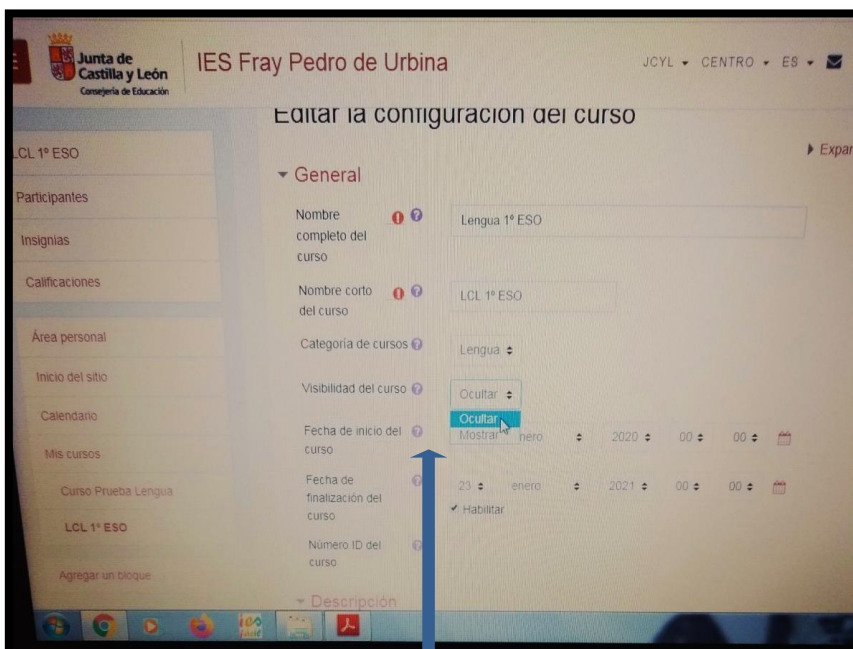 Junta de
Castilla y León
Consejería de Educación
IES Fray Pedro de Urbina
JCYL CENTRO ES
Editar la configuración del curso
Expan
LCL 1º ESO
Participantes
Insignias
Calificaciones
Área personal
Inicio del sitio
Calendario
Mis cursos
Curso Prueba Lengua
LCL 1º ESO
Agregar un bloque
General
Nombre
completo del
curso
Lengua 1º ESO
Nombre corto
del curso
LCL 1º ESO
Categoría de cursos
Lengua
Visibilidad del curso
Ocultar
Ocultar
Mostrar
Fecha de inicio del
curso
nero 2020 00 00
Fecha de
finalización del
curso
23 enero 2021 00 00
Habilitar
Número ID del
curso
Descripción